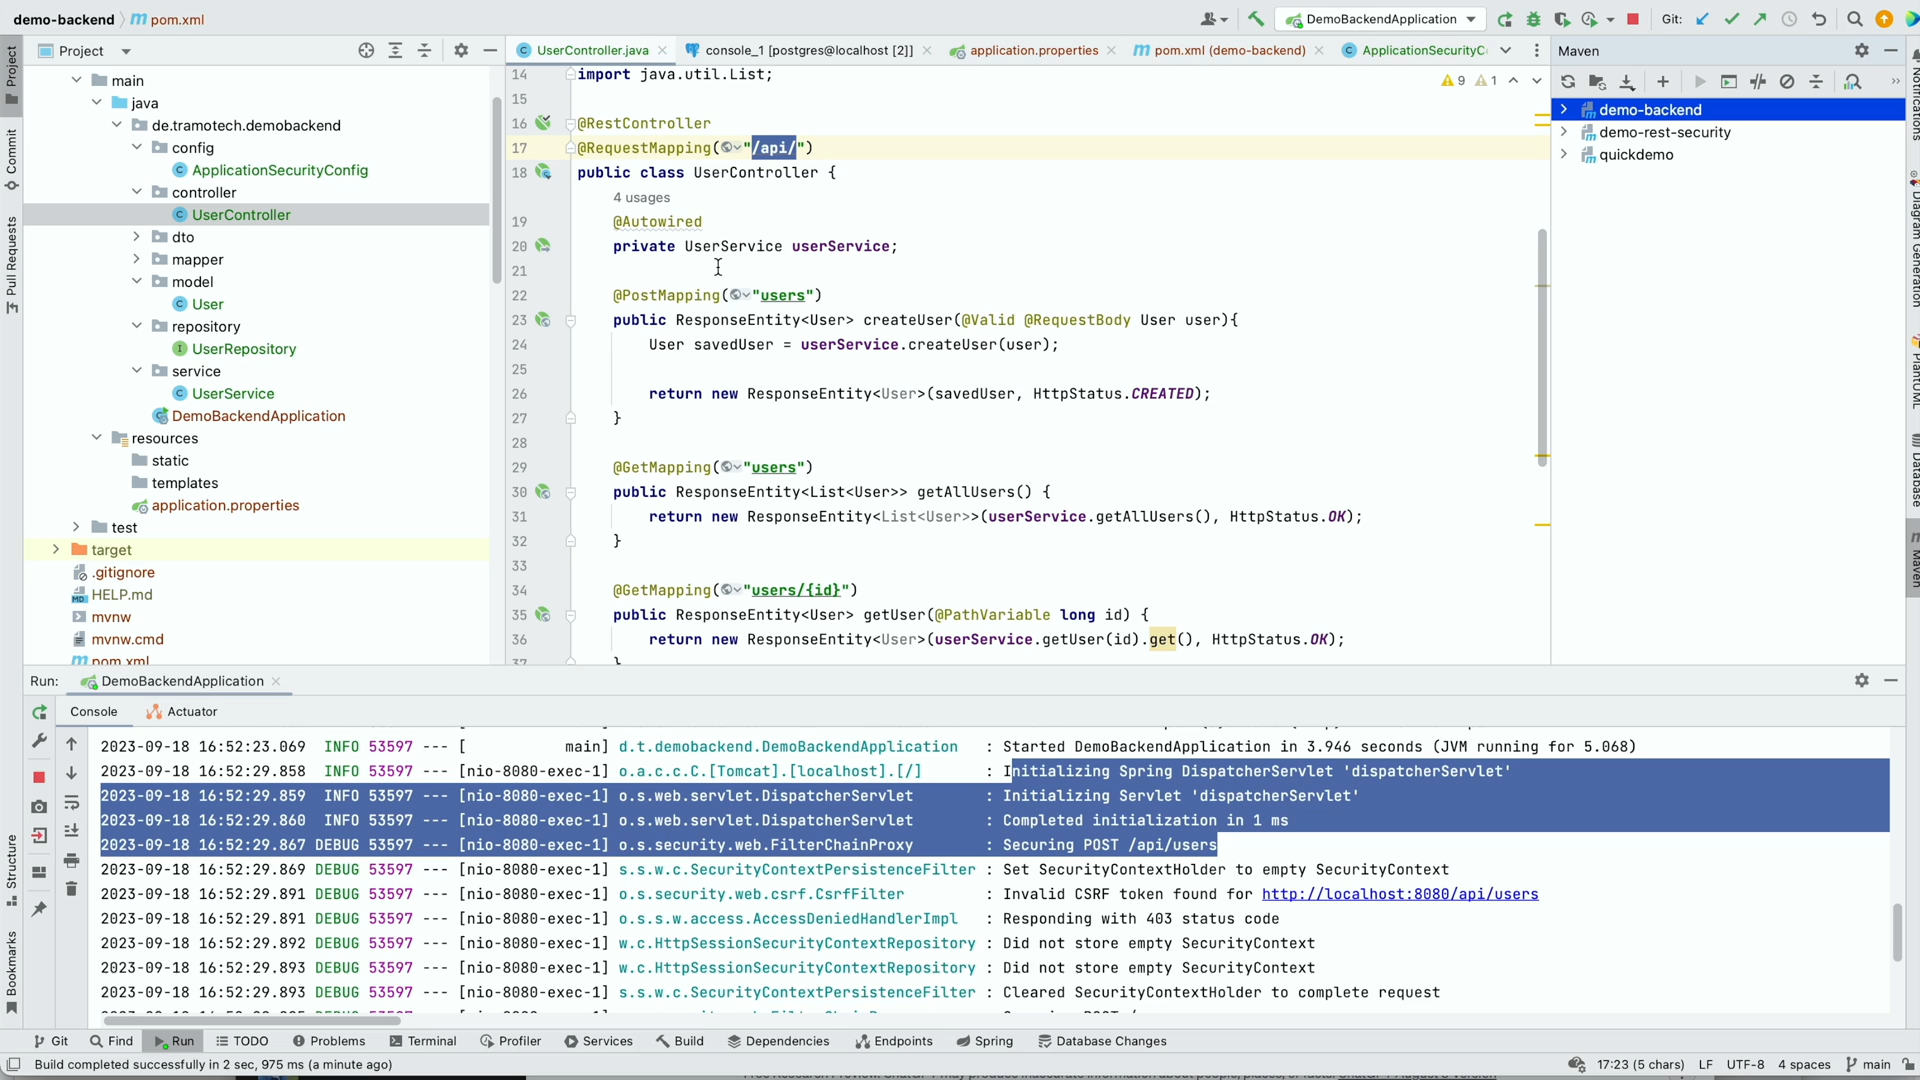 demo-backend
pom.xml
DemoBackendApplication
Git:
Project
UserController.java
console_1 [postgres@localhost [2]]
application.properties
pom.xml (demo-backend)
ApplicationSecurityC
Maven
Project
Commit
Pull Requests
Structure
Bookmarks
main
java
de.tramotech.demobackend
config
ApplicationSecurityConfig
controller
UserController
dto
mapper
model
User
repository
UserRepository
service
UserService
DemoBackendApplication
resources
static
templates
application.properties
test
target
.gitignore
HELP.md
mvnw
mvnw.cmd
pom.xml
9 1
14 import java.util.List;
15
16 @RestController
17 @RequestMapping("/api/")
18 public class UserController {
4 usages
19 @Autowired
20 private UserService userService;
21
22 @PostMapping("users")
23 public ResponseEntity<User> createUser(@Valid @RequestBody User user){
24 User savedUser = userService.createUser(user);
25
26 return new ResponseEntity<User>(savedUser, HttpStatus.CREATED);
27 }
28
29 @GetMapping("users")
30 public ResponseEntity<List<User>> getAllUsers() {
31 return new ResponseEntity<List<User>>(userService.getAllUsers(), HttpStatus.OK);
32 }
33
34 @GetMapping("users/{id}")
35 public ResponseEntity<User> getUser(@PathVariable long id) {
36 return new ResponseEntity<User>(userService.getUser(id).get(), HttpStatus.OK);
37 }
demo-backend
demo-rest-security
quickdemo
Notifications
Diagram Generation
PlantUML
Database
Maven
Run:
DemoBackendApplication
Console
Actuator
2023-09-18 16:52:23.069 INFO 53597 --- [ main] d.t.demobackend.DemoBackendApplication : Started DemoBackendApplication in 3.946 seconds (JVM running for 5.068)
2023-09-18 16:52:29.858 INFO 53597 --- [nio-8080-exec-1] o.a.c.c.C.[Tomcat].[localhost].[/] : Initializing Spring DispatcherServlet 'dispatcherServlet'
2023-09-18 16:52:29.859 INFO 53597 --- [nio-8080-exec-1] o.s.web.servlet.DispatcherServlet : Initializing Servlet 'dispatcherServlet'
2023-09-18 16:52:29.860 INFO 53597 --- [nio-8080-exec-1] o.s.web.servlet.DispatcherServlet : Completed initialization in 1 ms
2023-09-18 16:52:29.867 DEBUG 53597 --- [nio-8080-exec-1] o.s.security.web.FilterChainProxy : Securing POST /api/users
2023-09-18 16:52:29.869 DEBUG 53597 --- [nio-8080-exec-1] s.s.w.c.SecurityContextPersistenceFilter : Set SecurityContextHolder to empty SecurityContext
2023-09-18 16:52:29.891 DEBUG 53597 --- [nio-8080-exec-1] o.s.security.web.csrf.CsrfFilter : Invalid CSRF token found for http://localhost:8080/api/users
2023-09-18 16:52:29.891 DEBUG 53597 --- [nio-8080-exec-1] o.s.s.w.access.AccessDeniedHandlerImpl : Responding with 403 status code
2023-09-18 16:52:29.892 DEBUG 53597 --- [nio-8080-exec-1] w.c.HttpSessionSecurityContextRepository : Did not store empty SecurityContext
2023-09-18 16:52:29.893 DEBUG 53597 --- [nio-8080-exec-1] w.c.HttpSessionSecurityContextRepository : Did not store empty SecurityContext
2023-09-18 16:52:29.893 DEBUG 53597 --- [nio-8080-exec-1] s.s.w.c.SecurityContextPersistenceFilter : Cleared SecurityContextHolder to complete request
Git Find Run TODO Problems Terminal Profiler Services Build Dependencies Endpoints Spring Database Changes
Build completed successfully in 2 sec, 975 ms (a minute ago)
17:23 (5 chars) LF UTF-8 4 spaces main